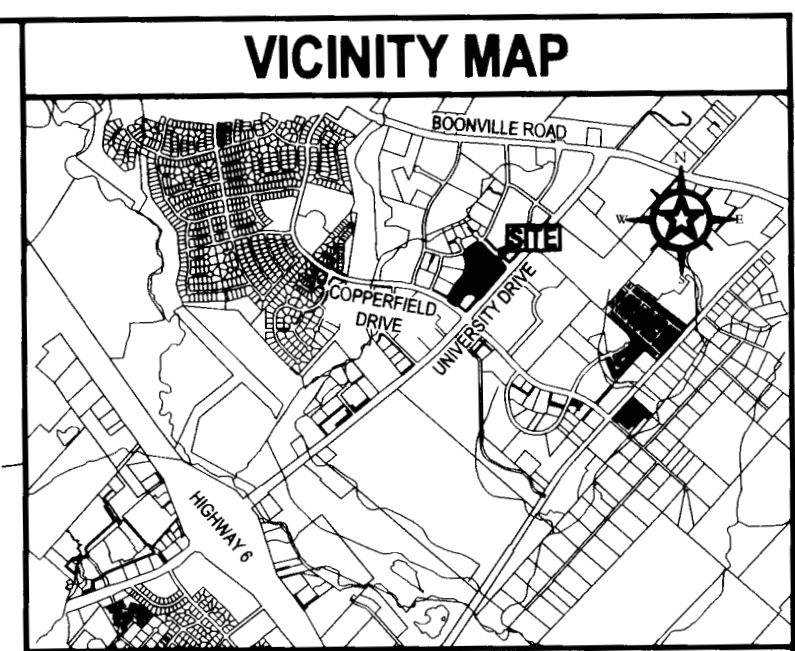 VICINITY MAP
BOONVILLE ROAD
N
W
E
S
SITE
COPPERFIELD
DRIVE
UNIVERSITY DRIVE
HIGHWAY 6